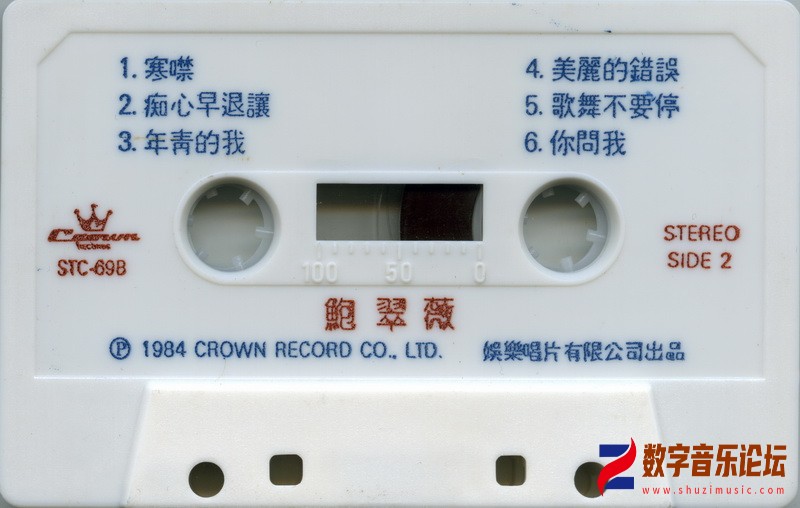 1. 寒噤
2. 痴心早退讓
3. 年青的我
4. 美麗的錯誤
5. 歌舞不要停
6. 你問我
Crown
RECORDS
STC-69B
STEREO
SIDE 2
100 50 0
鮑翠薇
Ⓟ 1984 CROWN RECORD CO., LTD. 娛樂唱片有限公司出品
数字音乐论坛
www.shuzimusic.com